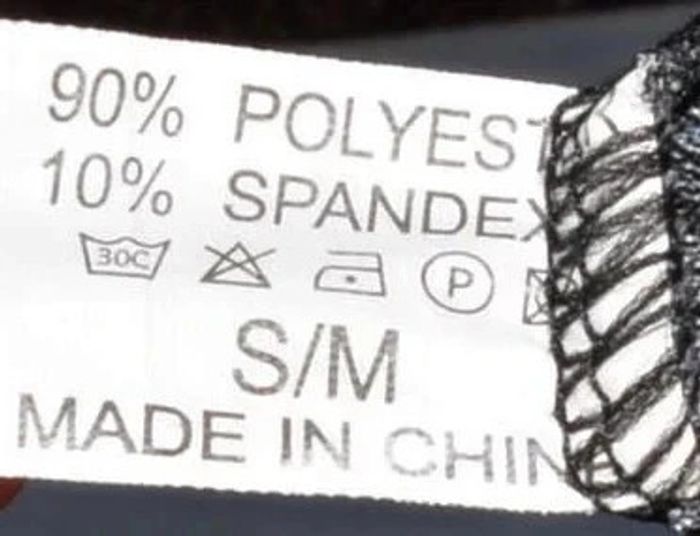 90% POLYEST
10% SPANDEX
30C P
S/M
MADE IN CHIN